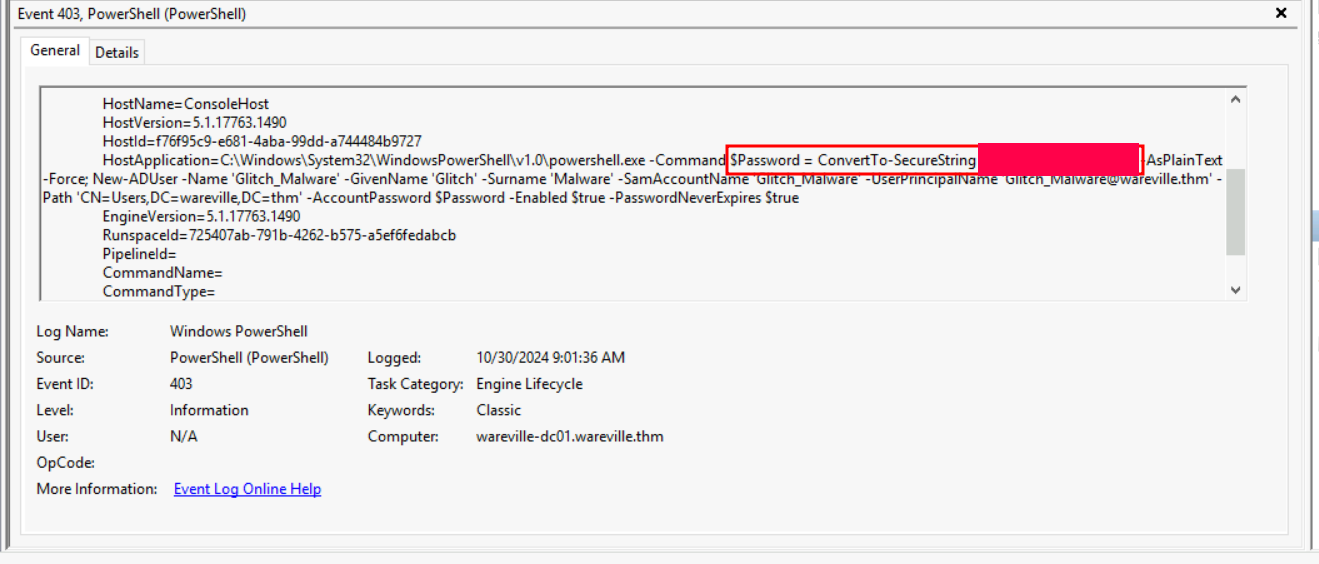 Event 403, PowerShell (PowerShell)
General Details
HostName=ConsoleHost
HostVersion=5.1.17763.1490
HostId=f76f95c9-e681-4aba-99dd-a744484b9727
HostApplication=C:\Windows\System32\WindowsPowerShell\v1.0\powershell.exe -Command $Password = ConvertTo-SecureString -AsPlainText
-Force; New-ADUser -Name 'Glitch_Malware' -GivenName 'Glitch' -Surname 'Malware' -SamAccountName 'Glitch_Malware' -UserPrincipalName 'Glitch_Malware@wareville.thm' -
Path 'CN=Users,DC=wareville,DC=thm' -AccountPassword $Password -Enabled $true -PasswordNeverExpires $true
EngineVersion=5.1.17763.1490
RunspaceId=725407ab-791b-4262-b575-a5ef6fedabcb
PipelineId=
CommandName=
CommandType=
Log Name: Windows PowerShell
Source: PowerShell (PowerShell) Logged: 10/30/2024 9:01:36 AM
Event ID: 403 Task Category: Engine Lifecycle
Level: Information Keywords: Classic
User: N/A Computer: wareville-dc01.wareville.thm
OpCode:
More Information: Event Log Online Help